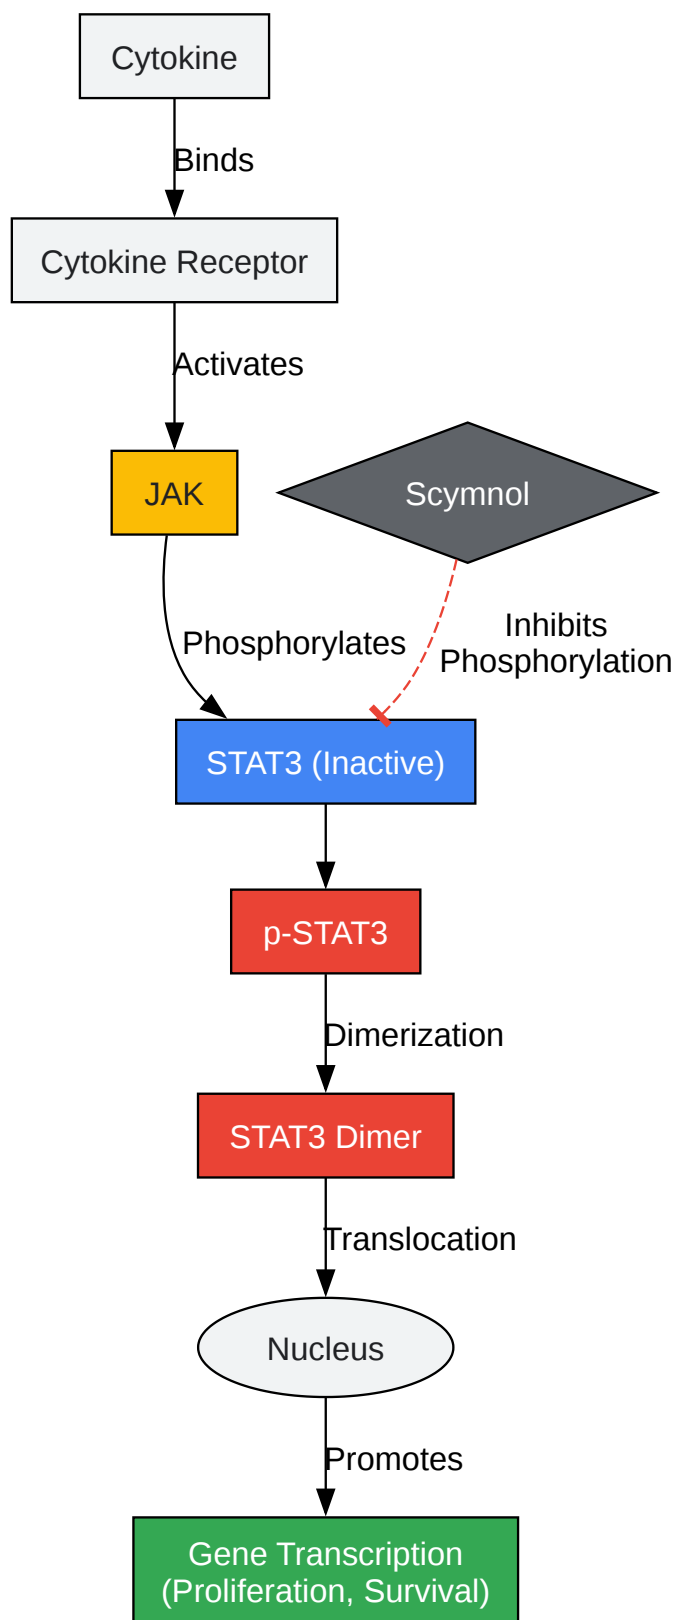 Cytokine
Binds
Cytokine Receptor
Activates
JAK
Scymnol
Phosphorylates
Inhibits
Phosphorylation
STAT3 (Inactive)
p-STAT3
Dimerization
STAT3 Dimer
Translocation
Nucleus
Promotes
Gene Transcription
(Proliferation, Survival)